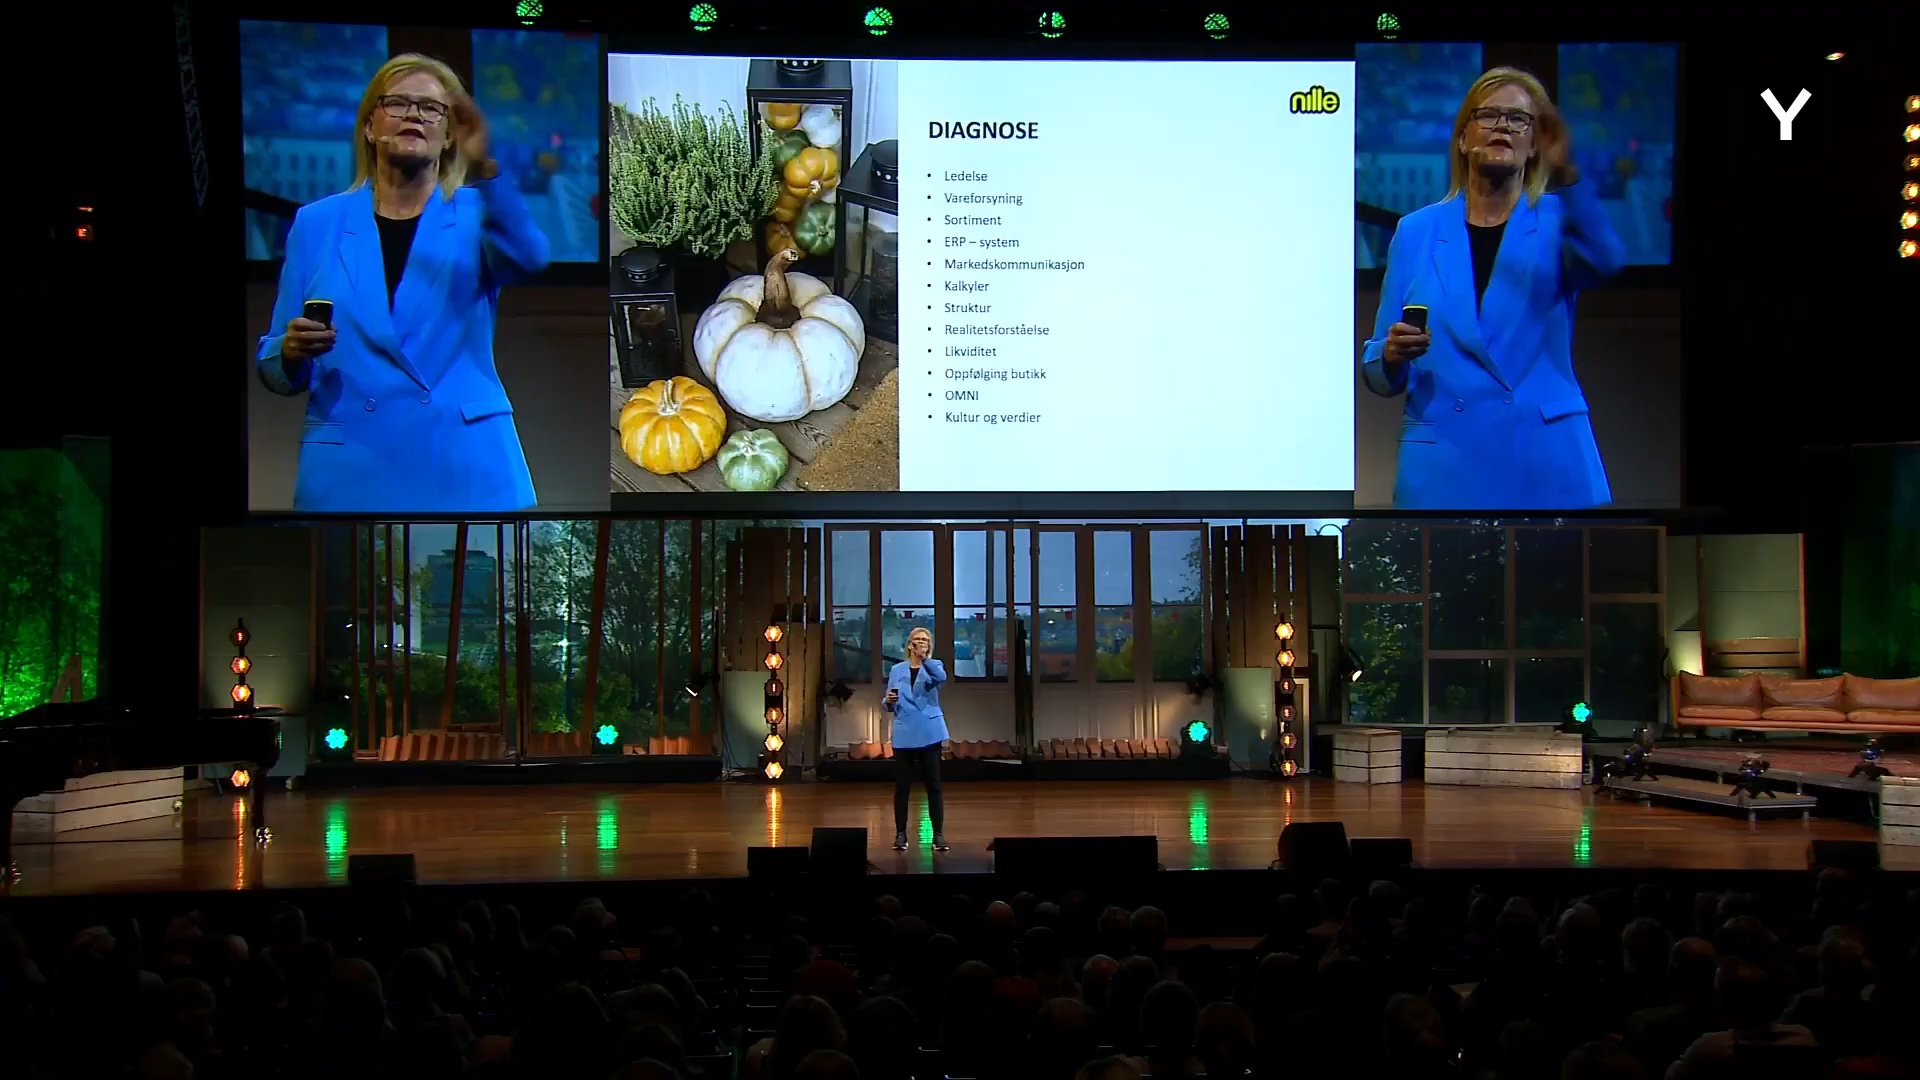 nille
Y
DIAGNOSE
• Ledelse
• Vareforsyning
• Sortiment
• ERP – system
• Markedskommunikasjon
• Kalkyler
• Struktur
• Realitetsforståelse
• Likviditet
• Oppfølging butikk
• OMNI
• Kultur og verdier